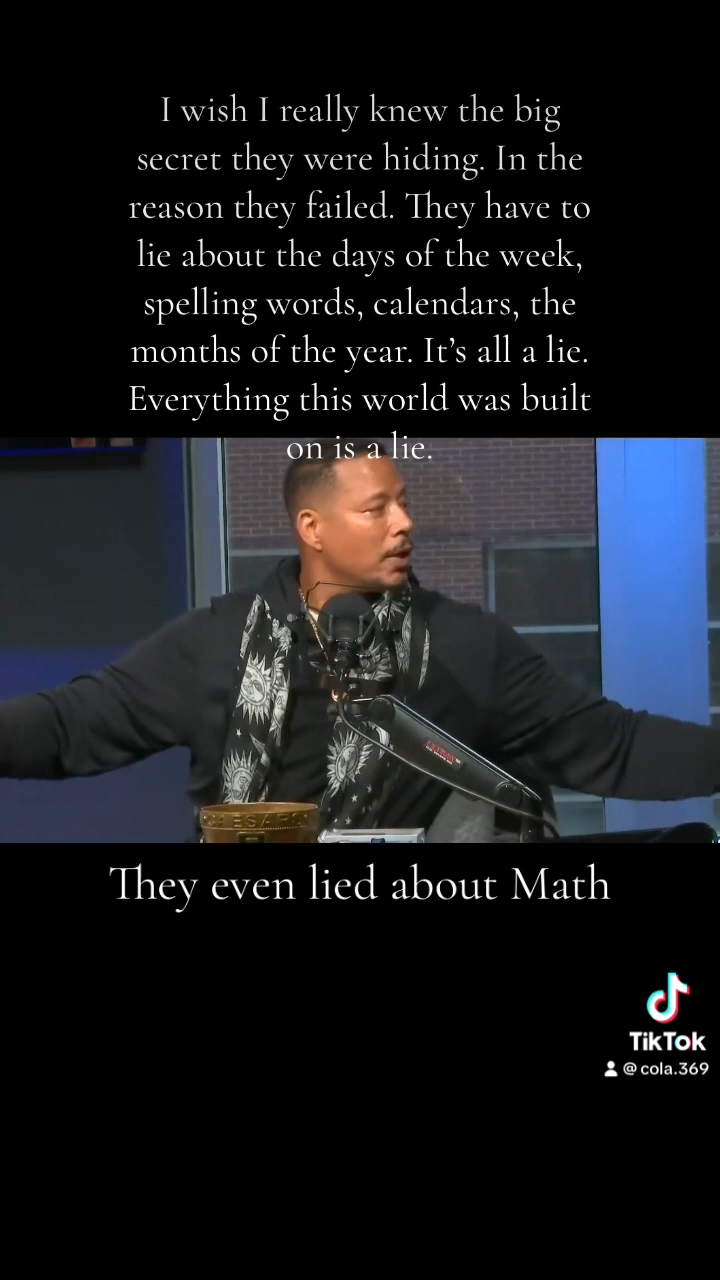 I wish I really knew the big
secret they were hiding. In the
reason they failed. They have to
lie about the days of the week,
spelling words, calendars, the
months of the year. It’s all a lie.
Everything this world was built
on is a lie.
They even lied about Math
TikTok
@cola.369